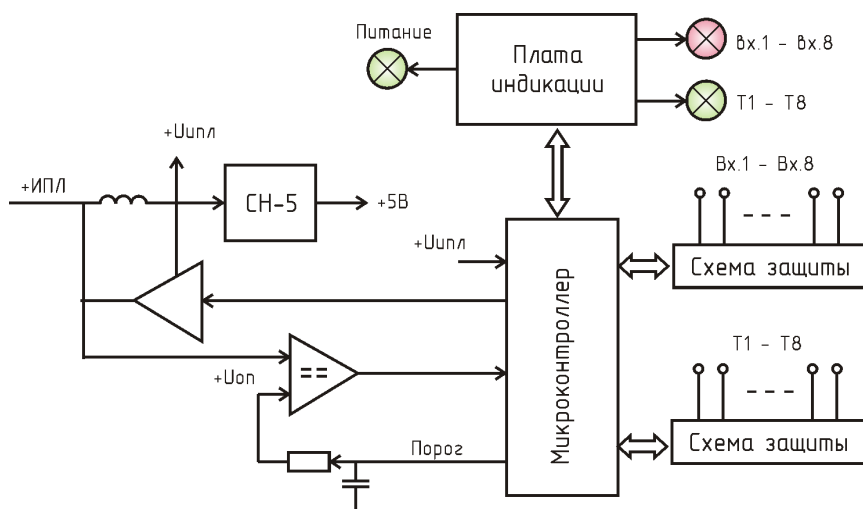 Питание
Плата
индикации
вх.1 - вх.8
Т1 - Т8
+Uипл
+ИПЛ
СН-5
+5В
Вх.1 - Вх.8
+Uипл
Схема защиты
Микроконтроллер
==
+Uоп
Т1 - Т8
Порог
Схема защиты